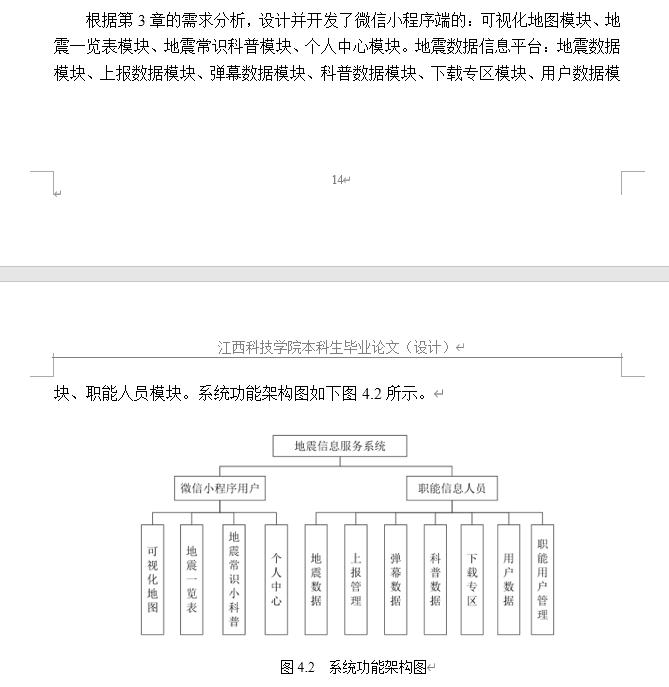 根据第 3 章的需求分析，设计并开发了微信小程序端的：可视化地图模块、地
震一览表模块、地震常识科普模块、个人中心模块。地震数据信息平台：地震数据
模块、上报数据模块、弹幕数据模块、科普数据模块、下载专区模块、用户数据模
14
江西科技学院本科生毕业论文（设计）
块、职能人员模块。系统功能架构图如下图 4.2 所示。
地震信息服务系统
微信小程序用户
职能信息人员
可视化地图
地震一览表
地震常识小科普
个人中心
地震数据
上报管理
弹幕数据
科普数据
下载专区
用户数据
职能用户管理
图 4.2 系统功能架构图